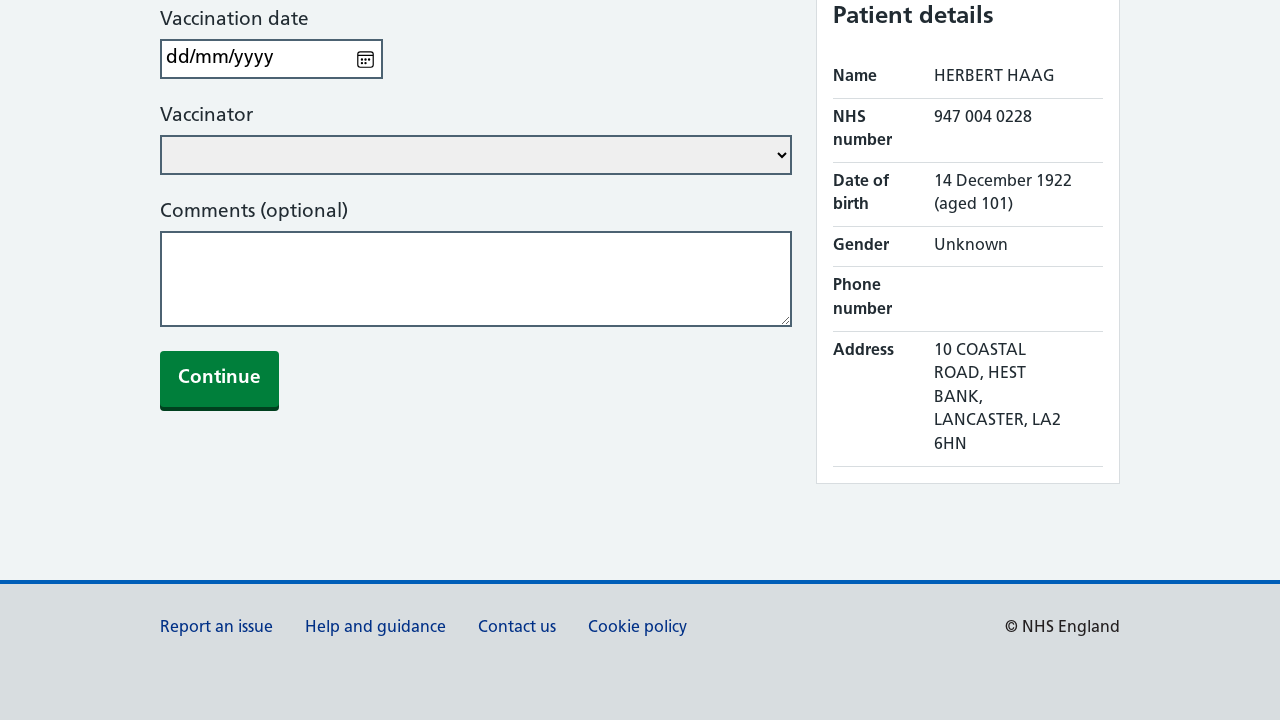 Vaccination date
dd/mm/yyyy
Vaccinator
Comments (optional)
Continue
Patient details
Name HERBERT HAAG
NHS number 947 004 0228
Date of birth 14 December 1922 (aged 101)
Gender Unknown
Phone number
Address 10 COASTAL
ROAD, HEST
BANK,
LANCASTER, LA2
6HN
Report an issue Help and guidance Contact us Cookie policy © NHS England